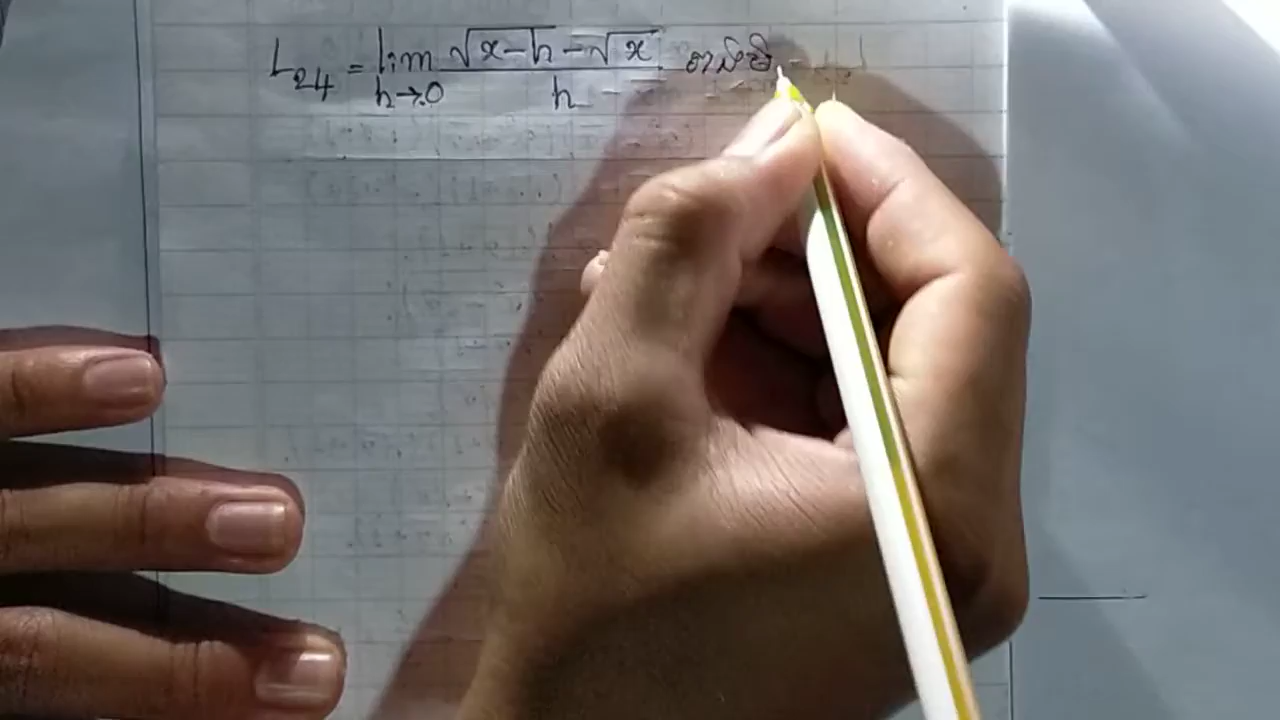 L₂₄ = lim h→0 (√(x-h) - √x)/h